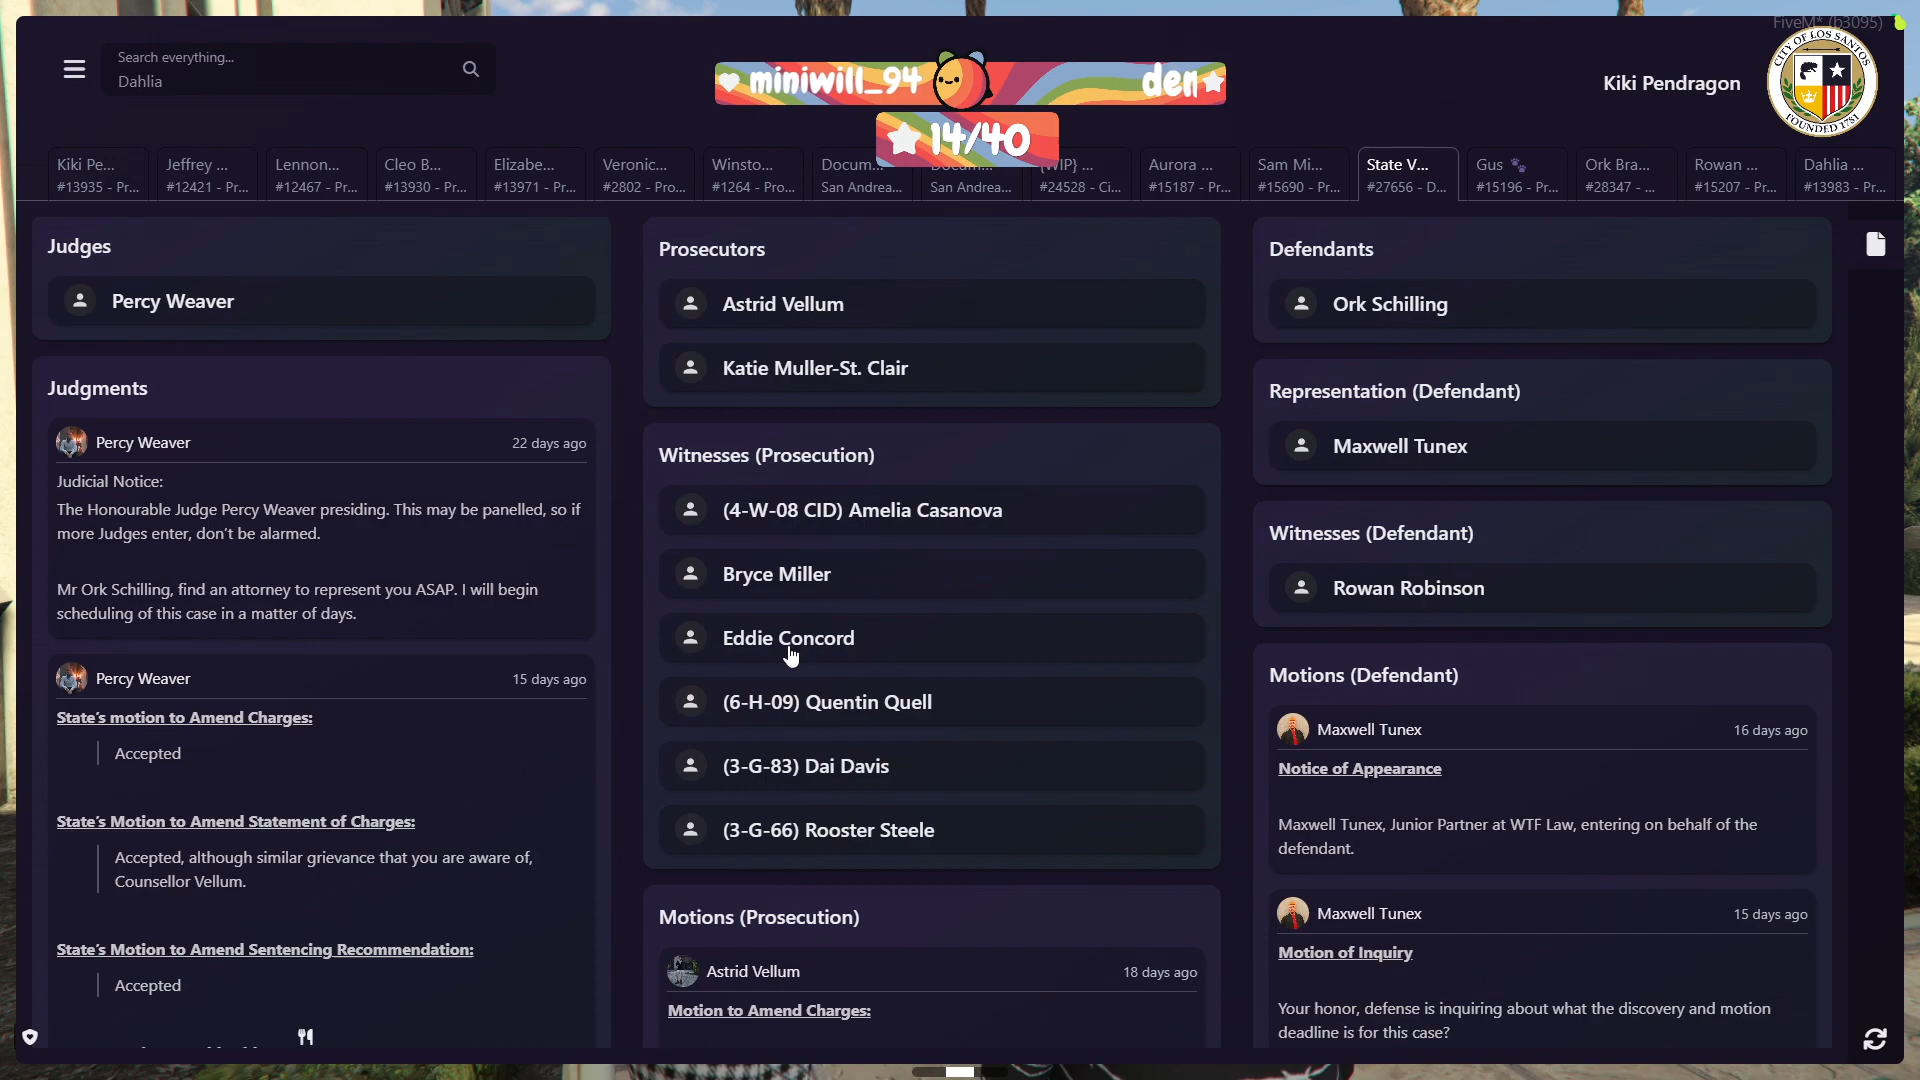 FiveM* (b3095)
Search everything...
Dahlia
miniwill_94
den
14/40
Kiki Pendragon
CITY OF LOS SANTOS
FOUNDED 1781
Kiki Pe...
#13935 - Pr...
Jeffrey ...
#12421 - Pr...
Lennon...
#12467 - Pr...
Cleo B...
#13930 - Pr...
Elizabe...
#13971 - Pr...
Veronic...
#2802 - Pro...
Winsto...
#1264 - Pro...
Docum...
San Andrea...
Docum...
San Andrea...
(WIP} ...
#24528 - Ci...
Aurora ...
#15187 - Pr...
Sam Mi...
#15690 - Pr...
State V...
#27656 - D...
Gus 🐾
#15196 - Pr...
Ork Bra...
#28347 - ...
Rowan ...
#15207 - Pr...
Dahlia ...
#13983 - Pr...
Judges
Percy Weaver
Judgments
Percy Weaver
22 days ago
Judicial Notice:
The Honourable Judge Percy Weaver presiding. This may be panelled, so if
more Judges enter, don't be alarmed.
Mr Ork Schilling, find an attorney to represent you ASAP. I will begin
scheduling of this case in a matter of days.
Percy Weaver
15 days ago
State's motion to Amend Charges:
Accepted
State's Motion to Amend Statement of Charges:
Accepted, although similar grievance that you are aware of,
Counsellor Vellum.
State's Motion to Amend Sentencing Recommendation:
Accepted
Prosecutors
Astrid Vellum
Katie Muller-St. Clair
Witnesses (Prosecution)
(4-W-08 CID) Amelia Casanova
Bryce Miller
Eddie Concord
(6-H-09) Quentin Quell
(3-G-83) Dai Davis
(3-G-66) Rooster Steele
Motions (Prosecution)
Astrid Vellum
18 days ago
Motion to Amend Charges:
Defendants
Ork Schilling
Representation (Defendant)
Maxwell Tunex
Witnesses (Defendant)
Rowan Robinson
Motions (Defendant)
Maxwell Tunex
16 days ago
Notice of Appearance
Maxwell Tunex, Junior Partner at WTF Law, entering on behalf of the
defendant.
Maxwell Tunex
15 days ago
Motion of Inquiry
Your honor, defense is inquiring about what the discovery and motion
deadline is for this case?